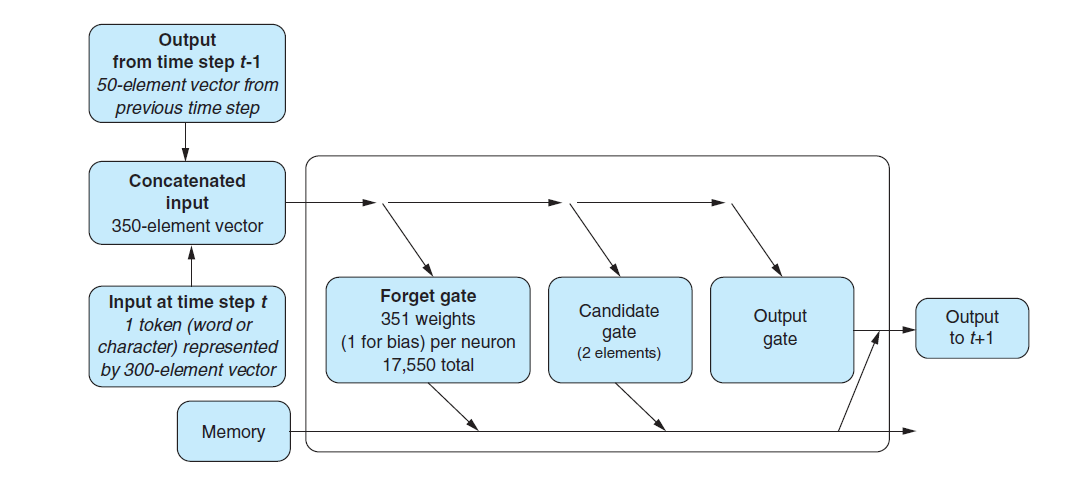 Output
from time step t-1
50-element vector from
previous time step
Concatenated
input
350-element vector
Input at time step t
1 token (word or
character) represented
by 300-element vector
Memory
Forget gate
351 weights
(1 for bias) per neuron
17,550 total
Candidate
gate
(2 elements)
Output
gate
Output
to t+1